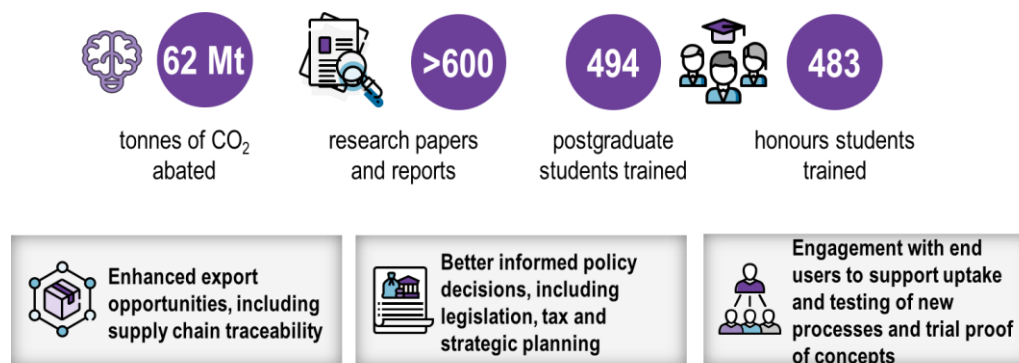 62 Mt
tonnes of CO₂
abated
>600
research papers
and reports
494
postgraduate
students trained
483
honours students
trained
Enhanced export
opportunities, including
supply chain traceability
Better informed policy
decisions, including
legislation, tax and
strategic planning
Engagement with end
users to support uptake
and testing of new
processes and trial proof
of concepts